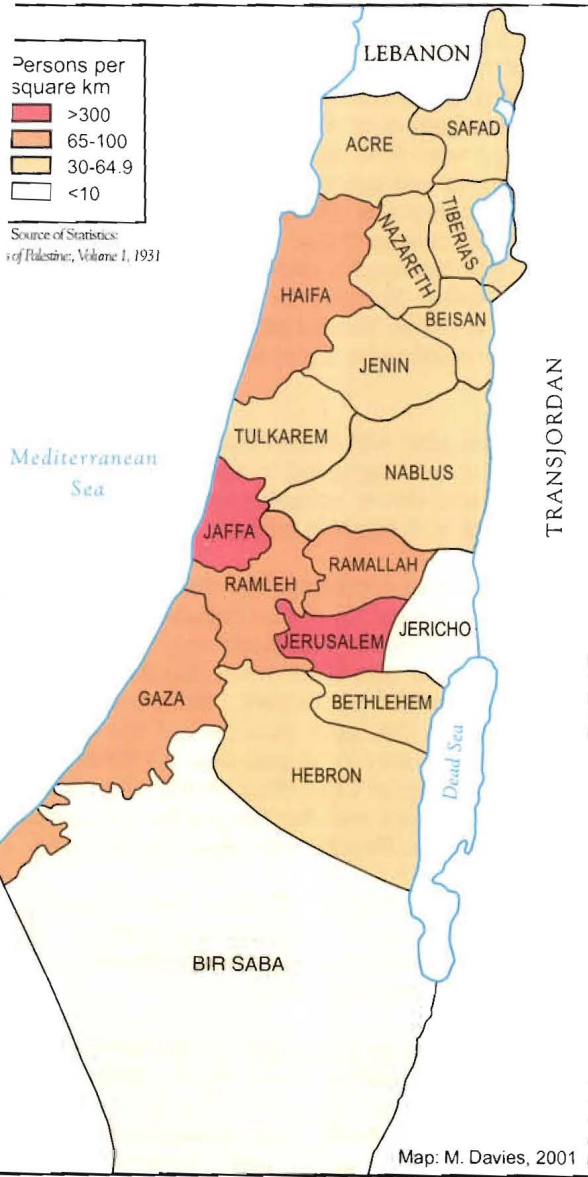 Persons per
square km
>300
65-100
30-64.9
<10
Source of Statistics:
of Palestine:, Volume 1, 1931
LEBANON
ACRE
SAFAD
NAZARETH
TIBERIAS
HAIFA
BEISAN
JENIN
TULKAREM
NABLUS
Mediterranean
Sea
TRANSJORDAN
JAFFA
RAMALLAH
RAMLEH
JERUSALEM
JERICHO
GAZA
BETHLEHEM
HEBRON
Dead Sea
BIR SABA
Map: M. Davies, 2001